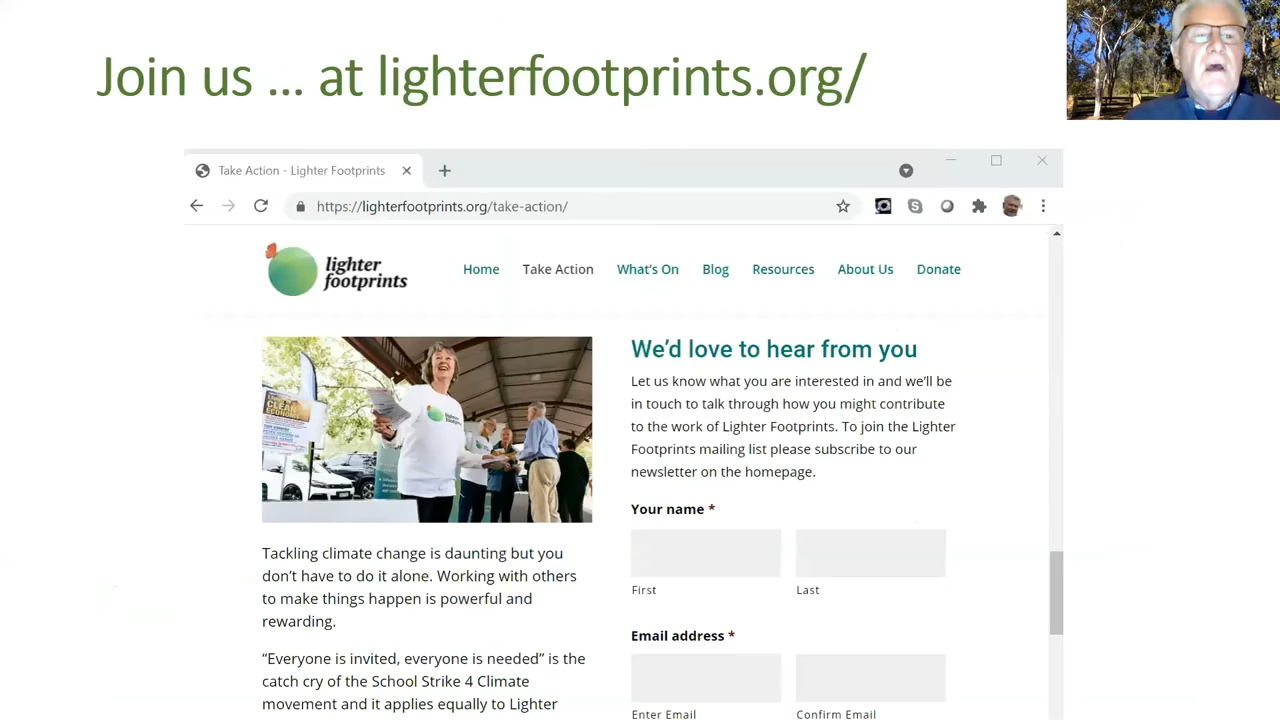 Join us ... at lighterfootprints.org/
Take Action - Lighter Footprints
https://lighterfootprints.org/take-action/
lighter
footprints
Home Take Action What's On Blog Resources About Us Donate
CLEAN
ECONOMY
We'd love to hear from you
Let us know what you are interested in and we'll be
in touch to talk through how you might contribute
to the work of Lighter Footprints. To join the Lighter
Footprints mailing list please subscribe to our
newsletter on the homepage.
Your name *
First Last
Email address *
Enter Email Confirm Email
Tackling climate change is daunting but you
don't have to do it alone. Working with others
to make things happen is powerful and
rewarding.
“Everyone is invited, everyone is needed” is the
catch cry of the School Strike 4 Climate
movement and it applies equally to Lighter